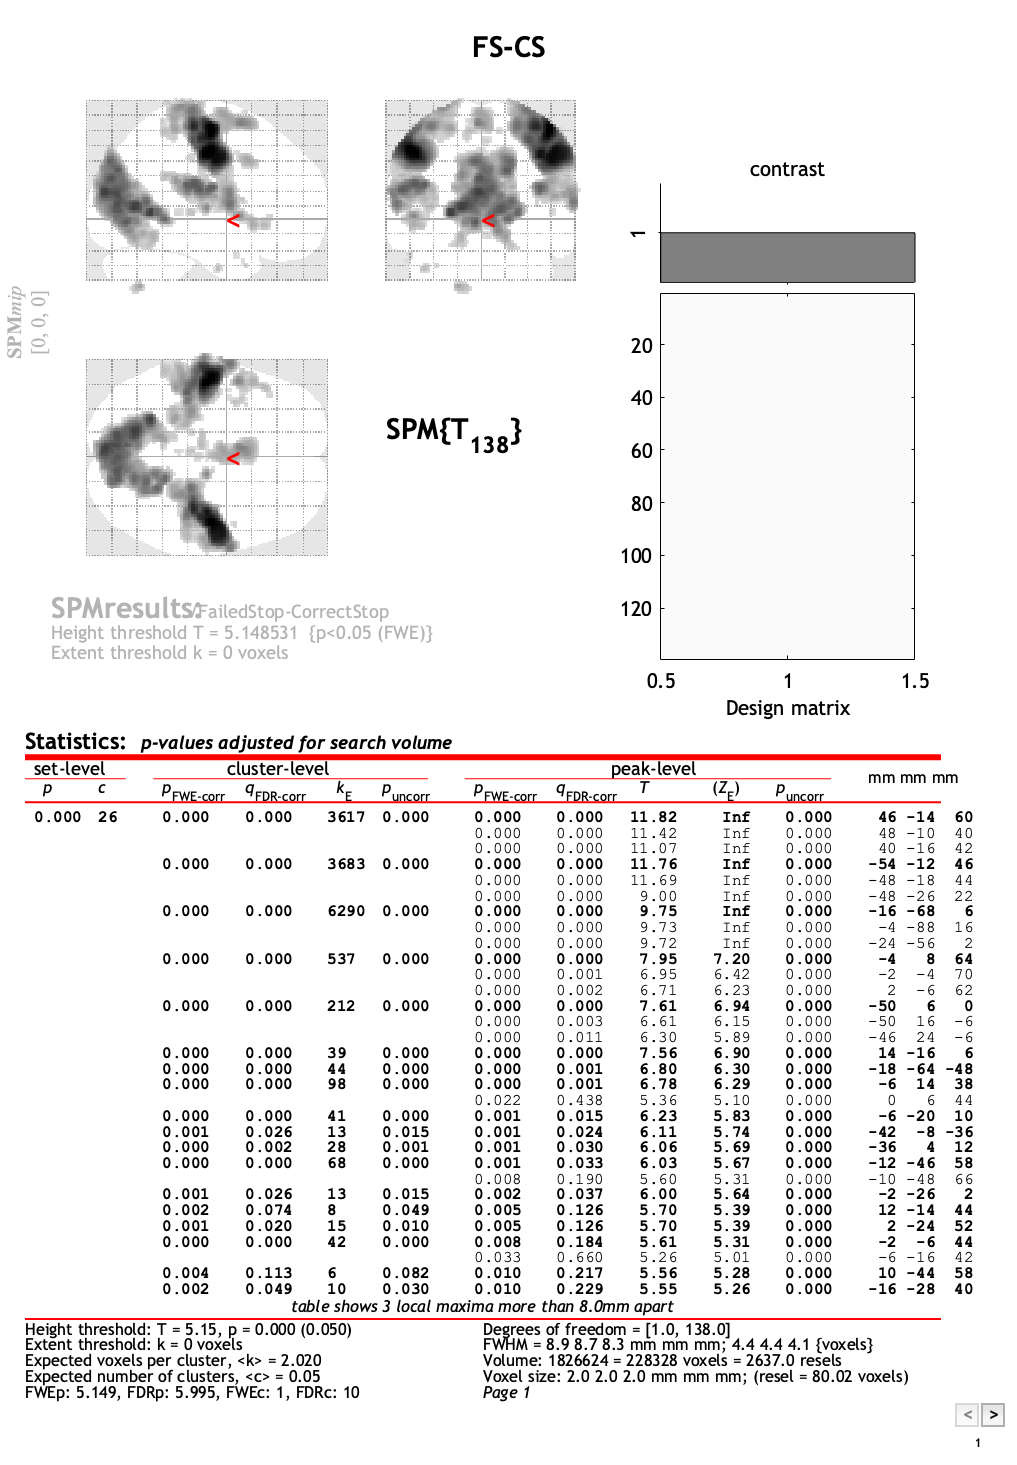 FS-CS
contrast
1
SPMmip
[0, 0, 0]
<
<
<
20
40
60
80
100
120
0.5 1 1.5
Design matrix
SPM{T138}
SPMresults: FailedStop-CorrectStop
Height threshold T = 5.148531 {p<0.05 (FWE)}
Extent threshold k = 0 voxels
Statistics: p-values adjusted for search volume
set-level cluster-level peak-level mm mm mm
p c pFWE-corr qFDR-corr kE puncorr pFWE-corr qFDR-corr T (ZE) puncorr
0.000 26 0.000 0.000 3617 0.000 0.000 0.000 11.82 Inf 0.000 46 -14 60
0.000 0.000 11.42 Inf 0.000 48 -10 40
0.000 0.000 11.07 Inf 0.000 40 -16 42
0.000 0.000 3683 0.000 0.000 0.000 11.76 Inf 0.000 -54 -12 46
0.000 0.000 11.69 Inf 0.000 -48 -18 44
0.000 0.000 9.00 Inf 0.000 -48 -26 22
0.000 0.000 6290 0.000 0.000 0.000 9.75 Inf 0.000 -16 -68 6
0.000 0.000 9.73 Inf 0.000 -4 -88 16
0.000 0.000 9.72 Inf 0.000 -24 -56 2
0.000 0.000 537 0.000 0.000 0.000 7.95 7.20 0.000 -4 8 64
0.000 0.001 6.95 6.42 0.000 -2 -4 70
0.000 0.002 6.71 6.23 0.000 2 -6 62
0.000 0.000 212 0.000 0.000 0.000 7.61 6.94 0.000 -50 6 0
0.000 0.003 6.61 6.15 0.000 -50 16 -6
0.000 0.011 6.30 5.89 0.000 -46 24 -6
0.000 0.000 39 0.000 0.000 0.000 7.56 6.90 0.000 14 -16 6
0.000 0.000 44 0.000 0.000 0.001 6.80 6.30 0.000 -18 -64 -48
0.000 0.000 98 0.000 0.000 0.001 6.78 6.29 0.000 -6 14 38
0.022 0.438 5.36 5.10 0.000 0 6 44
0.000 0.000 41 0.000 0.001 0.015 6.23 5.83 0.000 -6 -20 10
0.001 0.026 13 0.015 0.001 0.024 6.11 5.74 0.000 -42 -8 -36
0.000 0.002 28 0.001 0.001 0.030 6.06 5.69 0.000 -36 4 12
0.000 0.000 68 0.000 0.001 0.033 6.03 5.67 0.000 -12 -46 58
0.008 0.190 5.60 5.31 0.000 -10 -48 66
0.001 0.026 13 0.015 0.002 0.037 6.00 5.64 0.000 -2 -26 2
0.002 0.074 8 0.049 0.005 0.126 5.70 5.39 0.000 12 -14 44
0.001 0.020 15 0.010 0.005 0.126 5.70 5.39 0.000 2 -24 52
0.000 0.000 42 0.000 0.008 0.184 5.61 5.31 0.000 -2 -6 44
0.033 0.660 5.26 5.01 0.000 -6 -16 42
0.004 0.113 6 0.082 0.010 0.217 5.56 5.28 0.000 10 -44 58
0.002 0.049 10 0.030 0.010 0.229 5.55 5.26 0.000 -16 -28 40
table shows 3 local maxima more than 8.0mm apart
Height threshold: T = 5.15, p = 0.000 (0.050)
Extent threshold: k = 0 voxels
Expected voxels per cluster, <k> = 2.020
Expected number of clusters, <c> = 0.05
FWEp: 5.149, FDRp: 5.995, FWEc: 1, FDRc: 10
Degrees of freedom = [1.0, 138.0]
FWHM = 8.9 8.7 8.3 mm mm mm; 4.4 4.4 4.1 {voxels}
Volume: 1826624 = 228328 voxels = 2637.0 resels
Voxel size: 2.0 2.0 2.0 mm mm mm; (resel = 80.02 voxels)
Page 1
< >
1